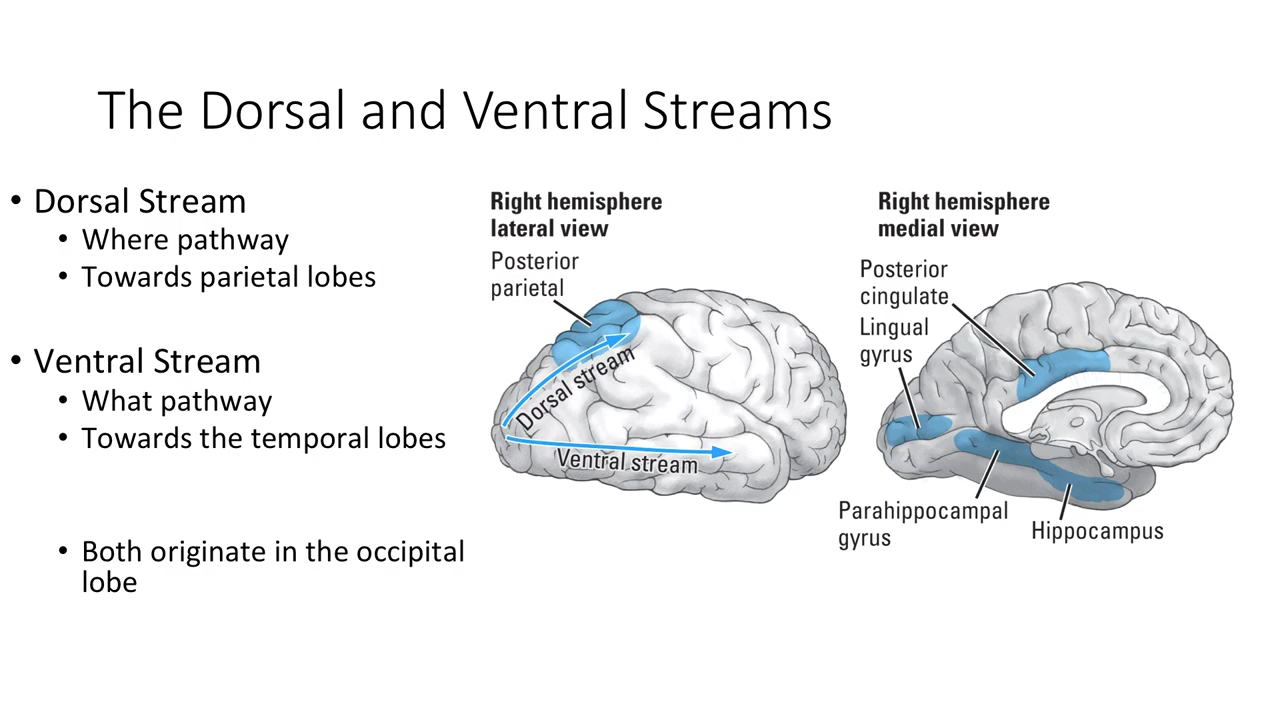 The Dorsal and Ventral Streams
• Dorsal Stream
• Where pathway
• Towards parietal lobes
• Ventral Stream
• What pathway
• Towards the temporal lobes
• Both originate in the occipital
lobe
Right hemisphere
lateral view
Posterior
parietal
Dorsal stream
Ventral stream
Right hemisphere
medial view
Posterior
cingulate
Lingual
gyrus
Parahippocampal
gyrus
Hippocampus